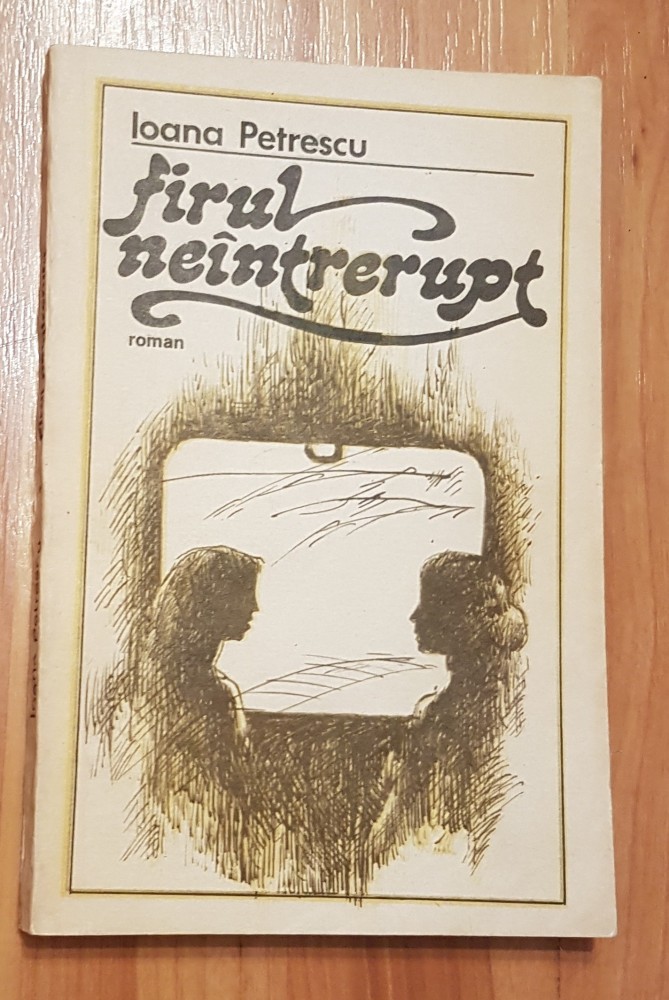 Ioana Petrescu
firul
neîntrerupt
roman